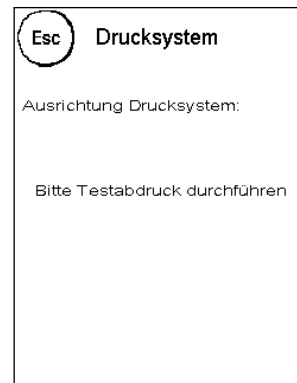 Esc Drucksystem
Ausrichtung Drucksystem:
Bitte Testabdruck durchführen